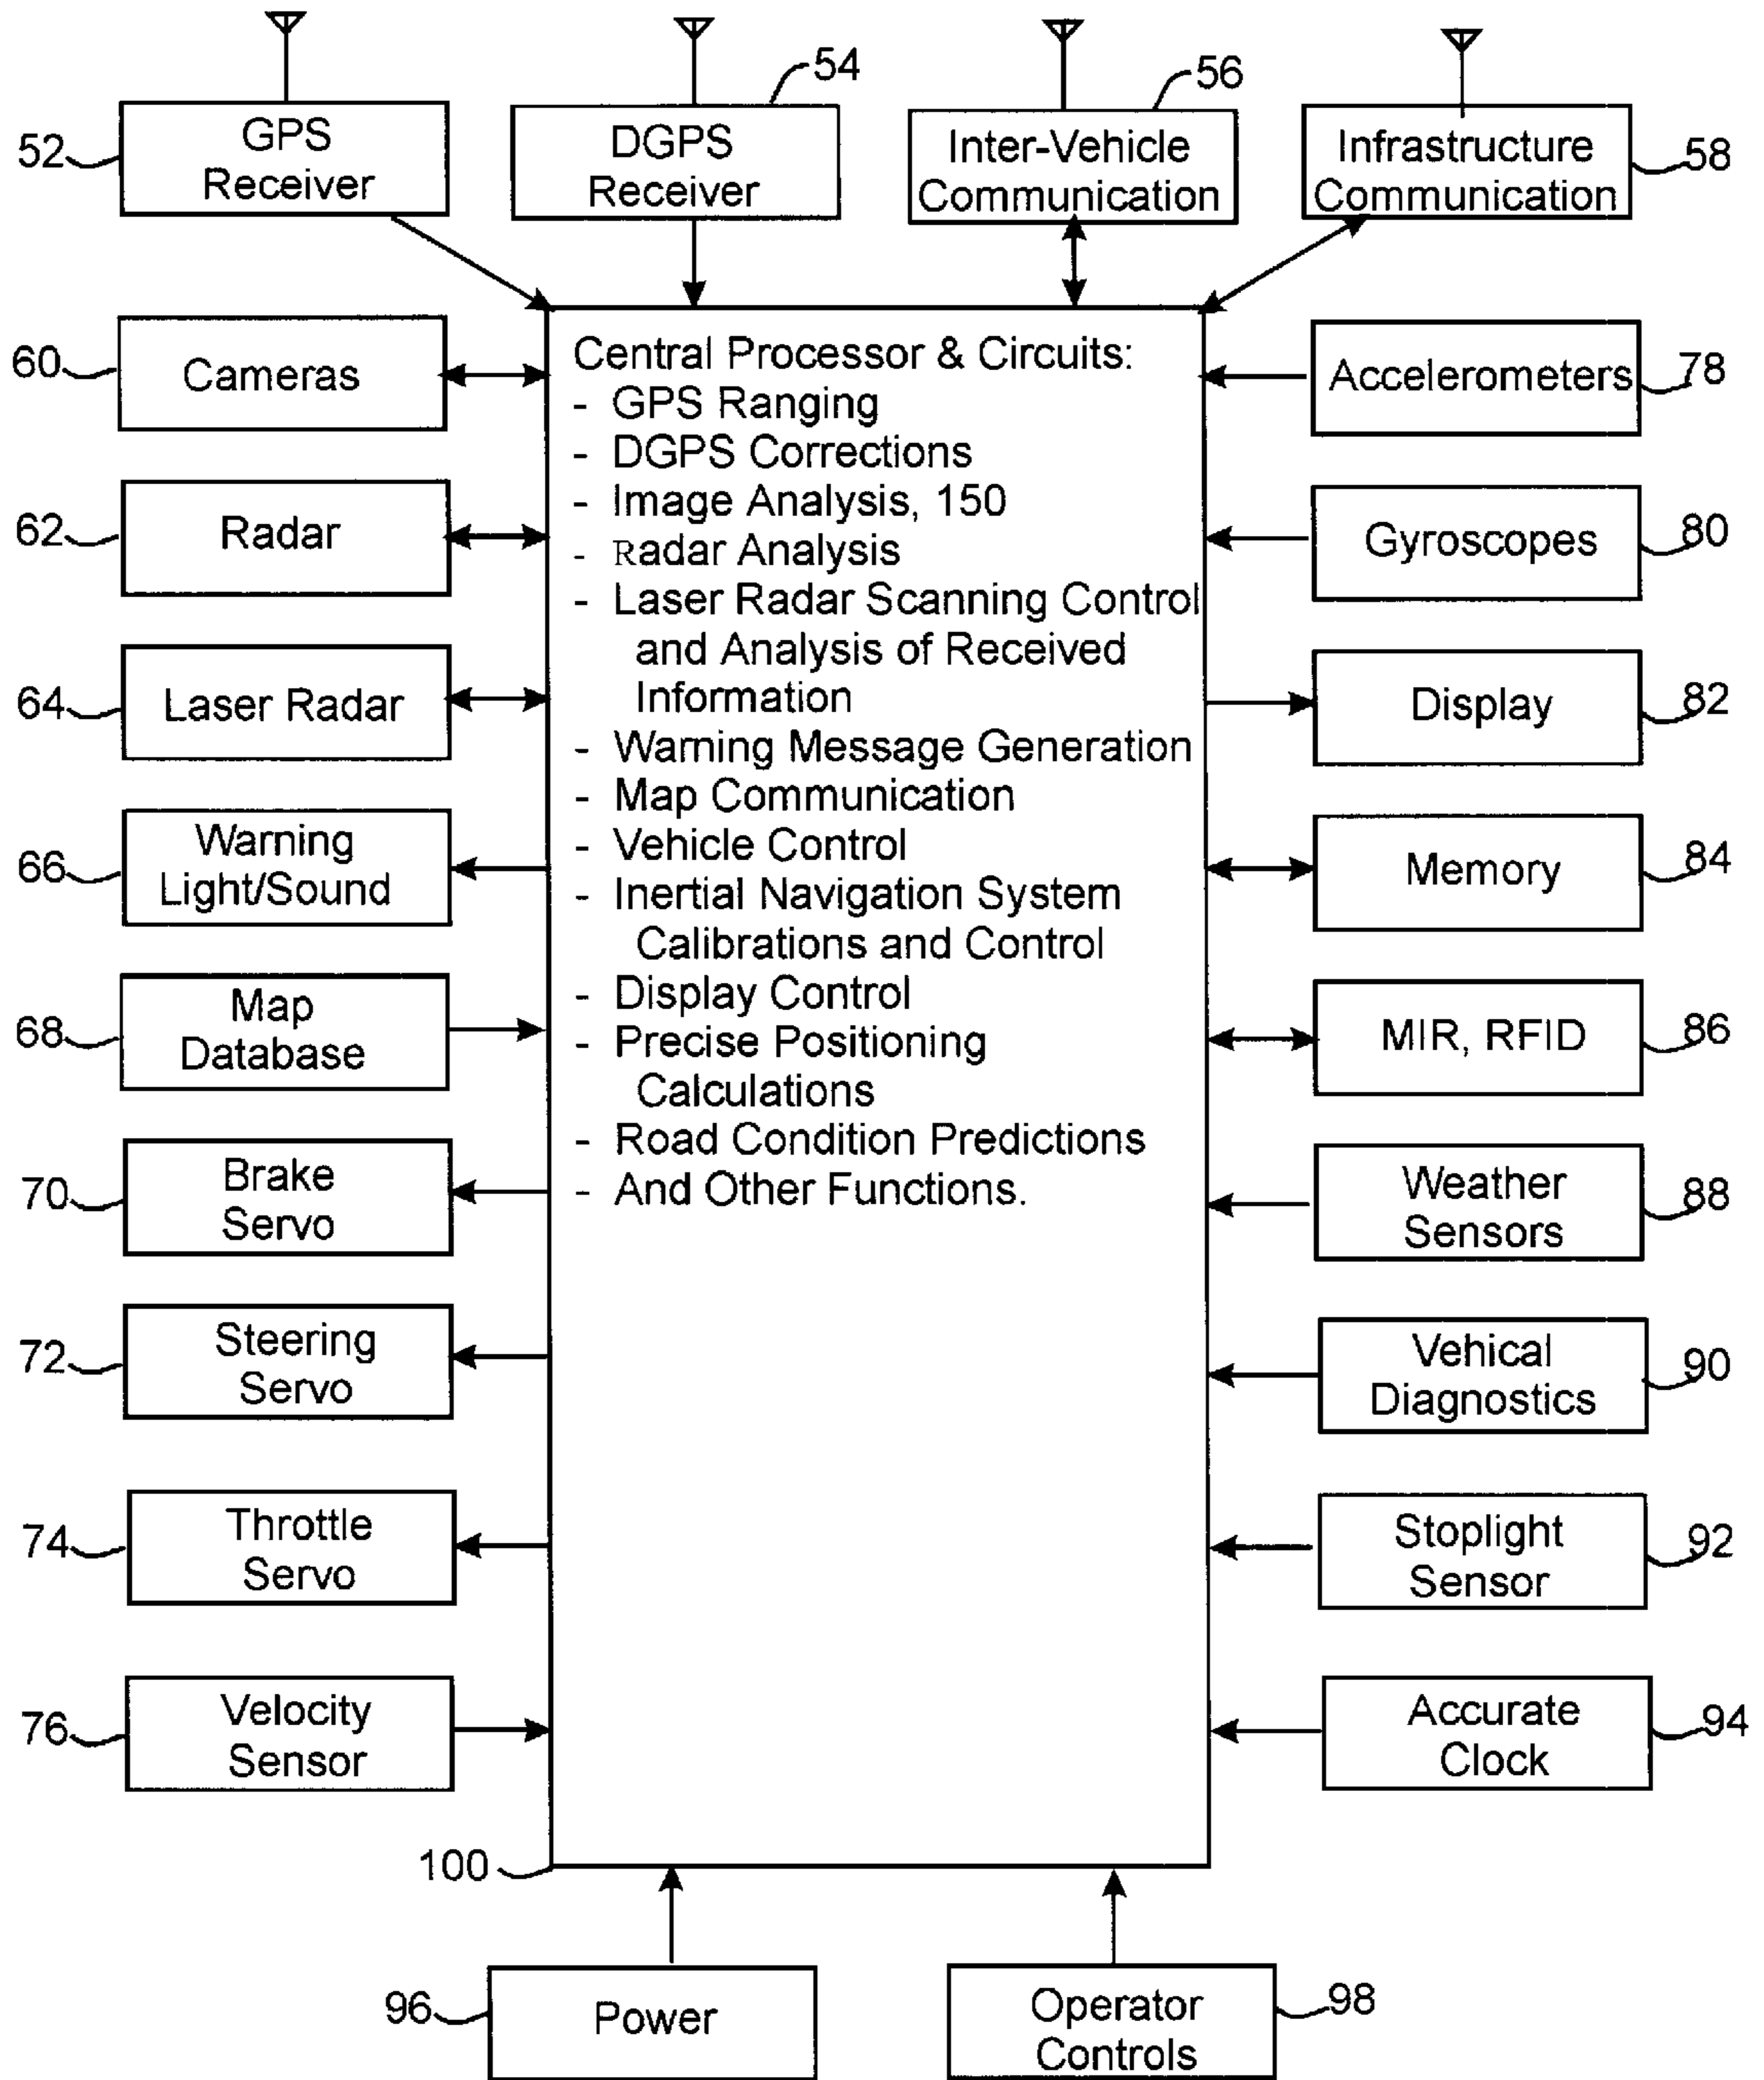 54
56
52
GPS
Receiver
DGPS
Receiver
Inter-Vehicle
Communication
Infrastructure
Communication
58
60
Cameras
62
Radar
64
Laser Radar
66
Warning
Light/Sound
68
Map
Database
70
Brake
Servo
72
Steering
Servo
74
Throttle
Servo
76
Velocity
Sensor
Central Processor & Circuits:
- GPS Ranging
- DGPS Corrections
- Image Analysis, 150
- Radar Analysis
- Laser Radar Scanning Control
and Analysis of Received
Information
- Warning Message Generation
- Map Communication
- Vehicle Control
- Inertial Navigation System
Calibrations and Control
- Display Control
- Precise Positioning
Calculations
- Road Condition Predictions
- And Other Functions.
Accelerometers
78
Gyroscopes
80
Display
82
Memory
84
MIR, RFID
86
Weather
Sensors
88
Vehical
Diagnostics
90
Stoplight
Sensor
92
Accurate
Clock
94
100
96
Power
Operator
Controls
98